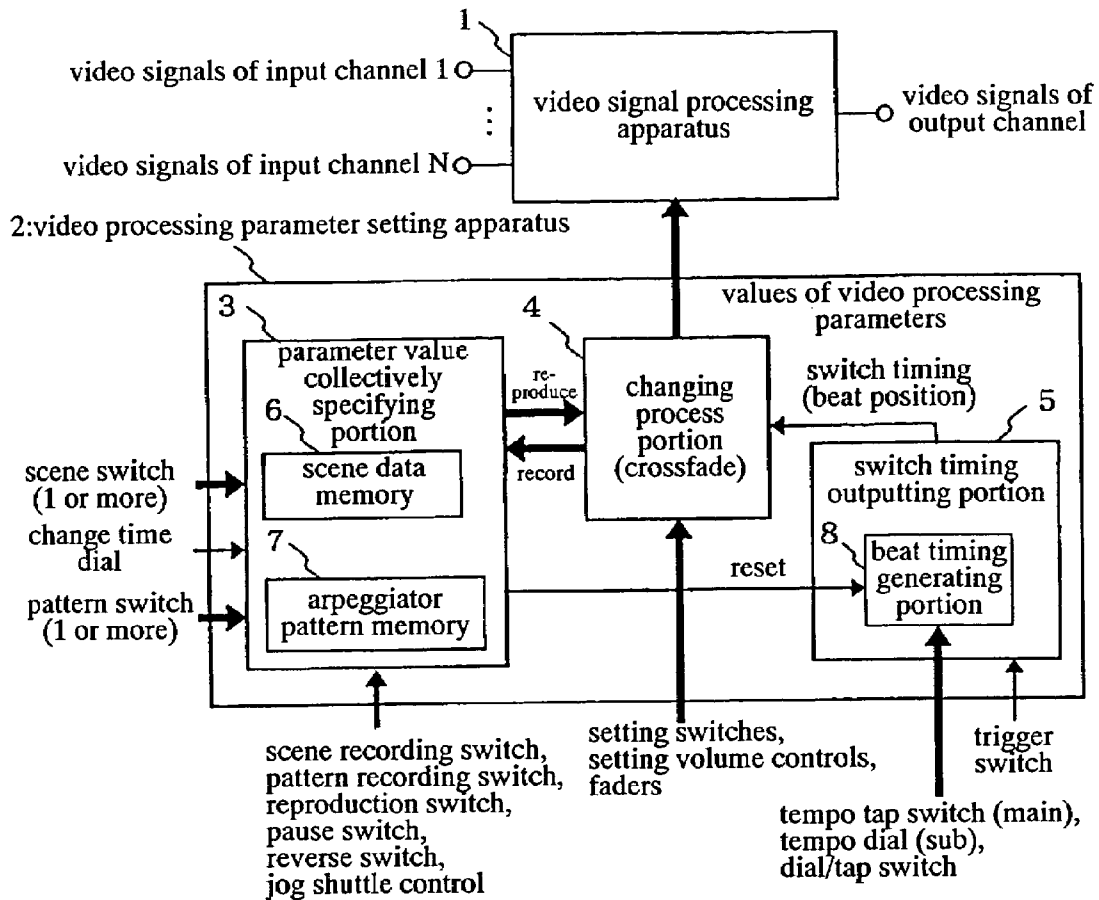 1
video signals of input channel 1
⋮
video signals of input channel N
video signal processing
apparatus
video signals of
output channel
2:video processing parameter setting apparatus
values of video processing
parameters
3
parameter value
collectively
specifying
portion
6
scene data
memory
7
arpeggiator
pattern memory
re-
produce
record
4
changing
process
portion
(crossfade)
switch timing
(beat position)
5
switch timing
outputting portion
8
beat timing
generating
portion
reset
scene switch
(1 or more)
change time
dial
pattern switch
(1 or more)
scene recording switch,
pattern recording switch,
reproduction switch,
pause switch,
reverse switch,
jog shuttle control
setting switches,
setting volume controls,
faders
trigger
switch
tempo tap switch (main),
tempo dial (sub),
dial/tap switch